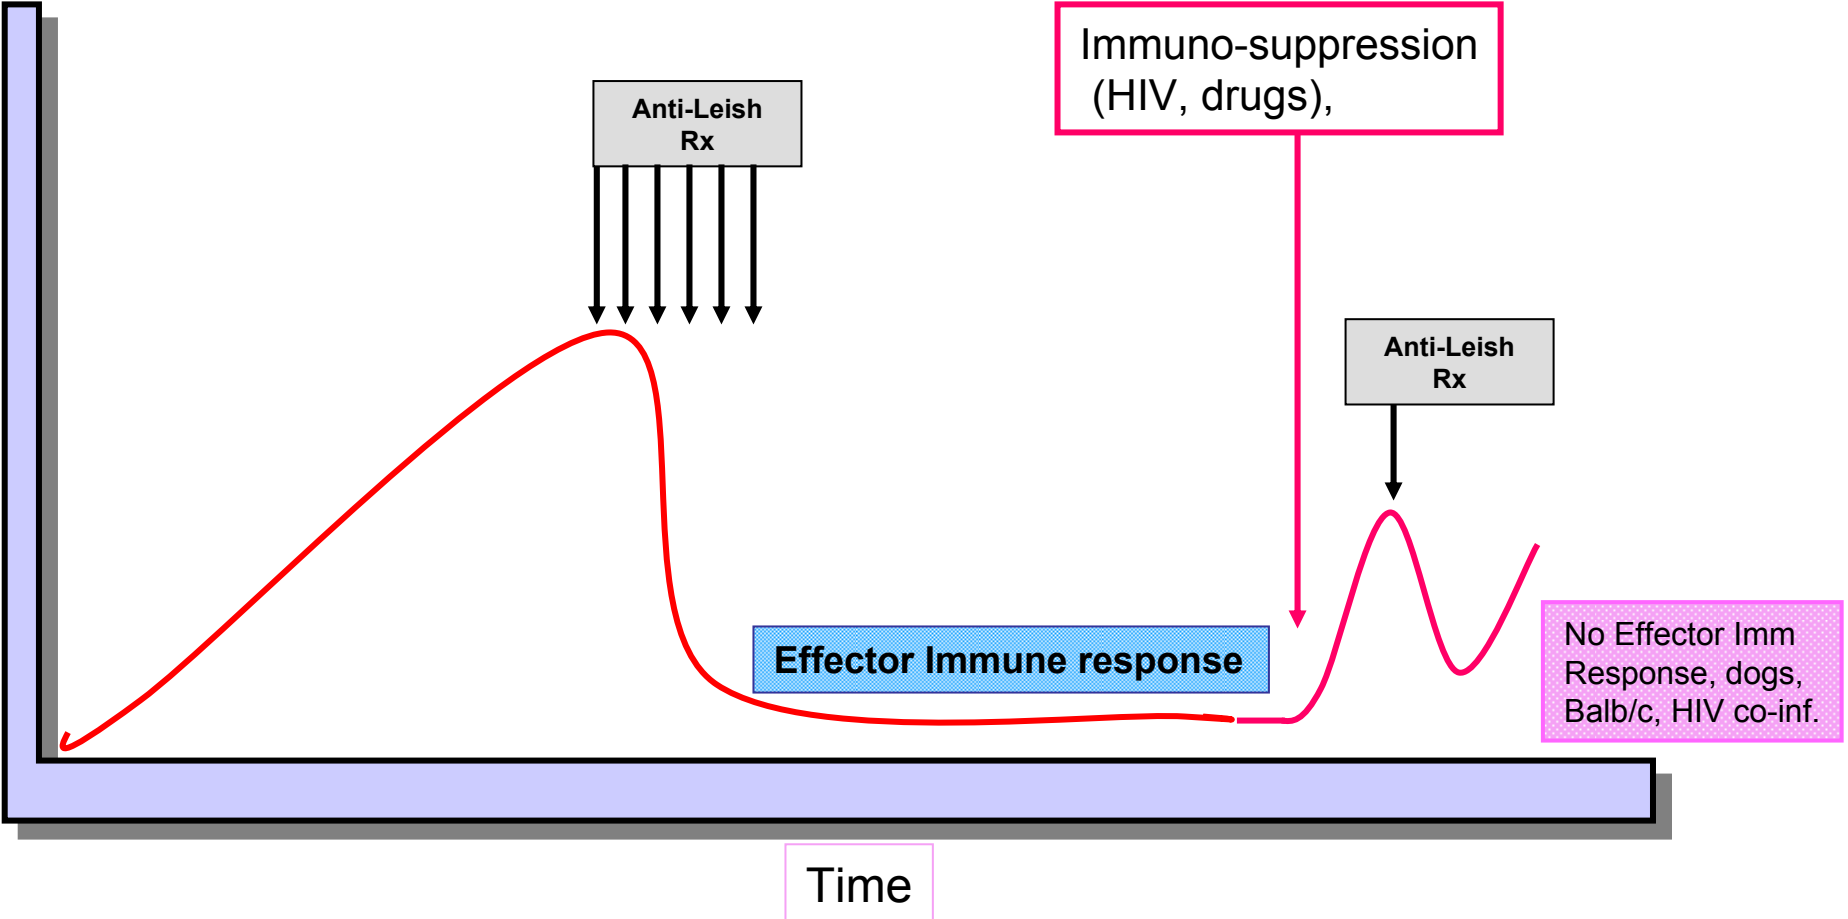 Immuno-suppression
(HIV, drugs),
Anti-Leish
Rx
Anti-Leish
Rx
Effector Immune response
No Effector Imm
Response, dogs,
Balb/c, HIV co-inf.
Time